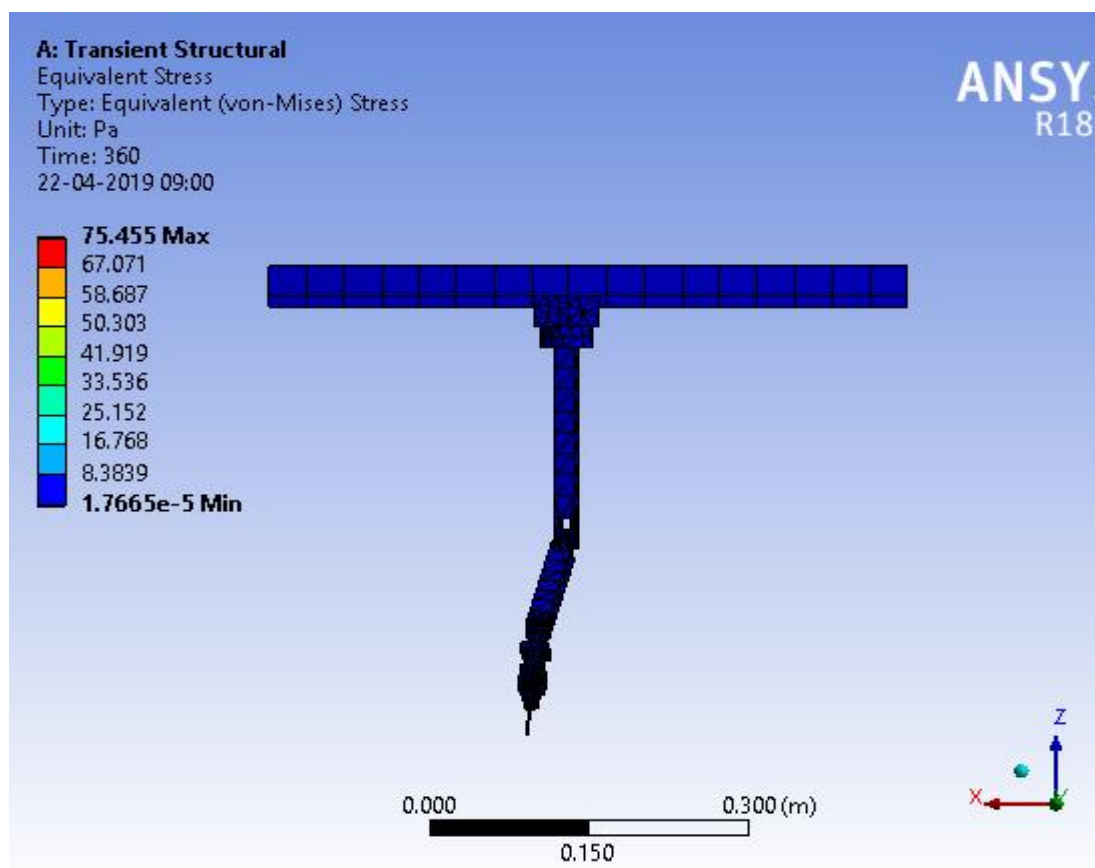 A: Transient Structural
Equivalent Stress
Type: Equivalent (von-Mises) Stress
Unit: Pa
Time: 360
22-04-2019 09:00
ANSY
R18
75.455 Max
67.071
58.687
50.303
41.919
33.536
25.152
16.768
8.3839
1.7665e-5 Min
Z
X
Y
0.000
0.300 (m)
0.150